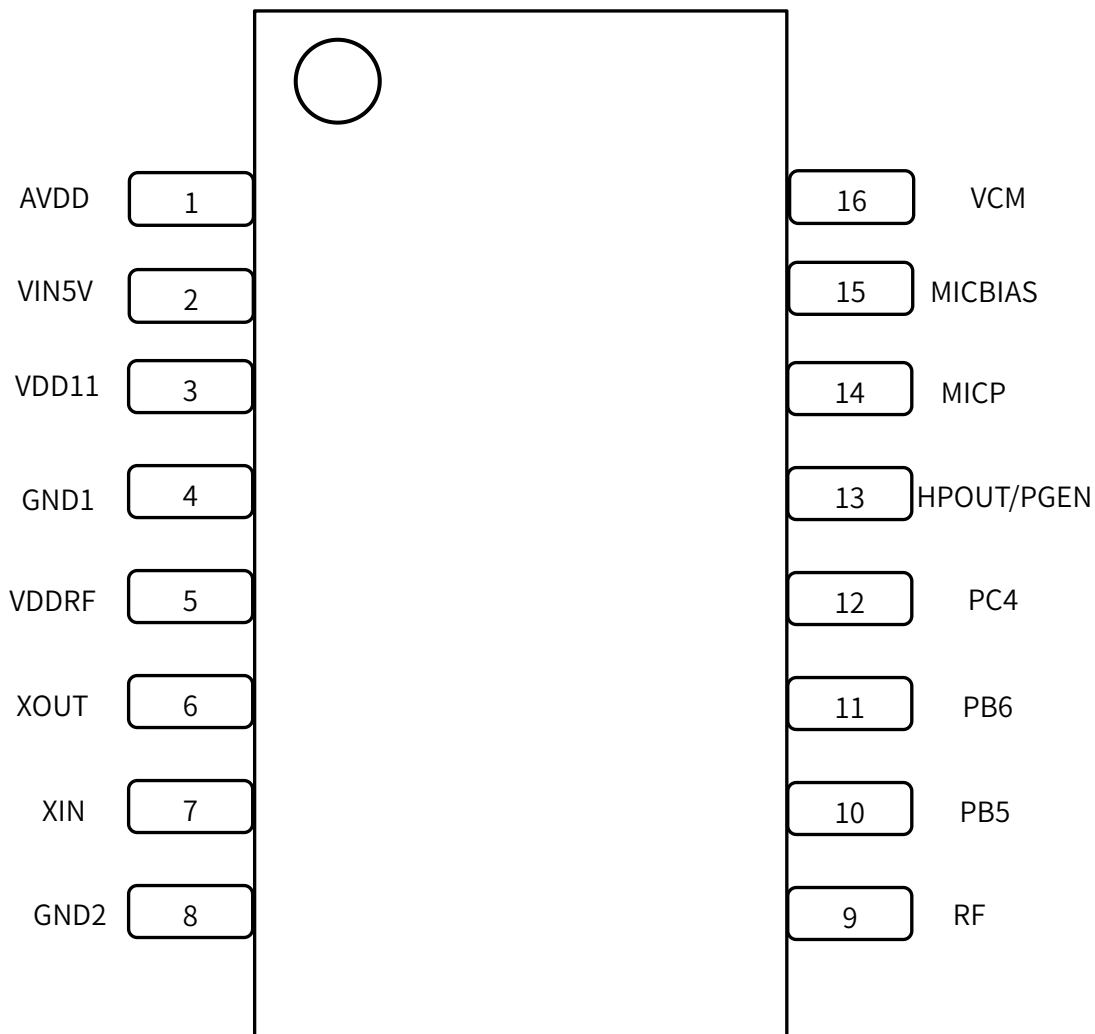 AVDD 1 16 VCM
VIN5V 2 15 MICBIAS
VDD11 3 14 MICP
GND1 4 13 HPOUT/PGEN
VDDRF 5 12 PC4
XOUT 6 11 PB6
XIN 7 10 PB5
GND2 8 9 RF